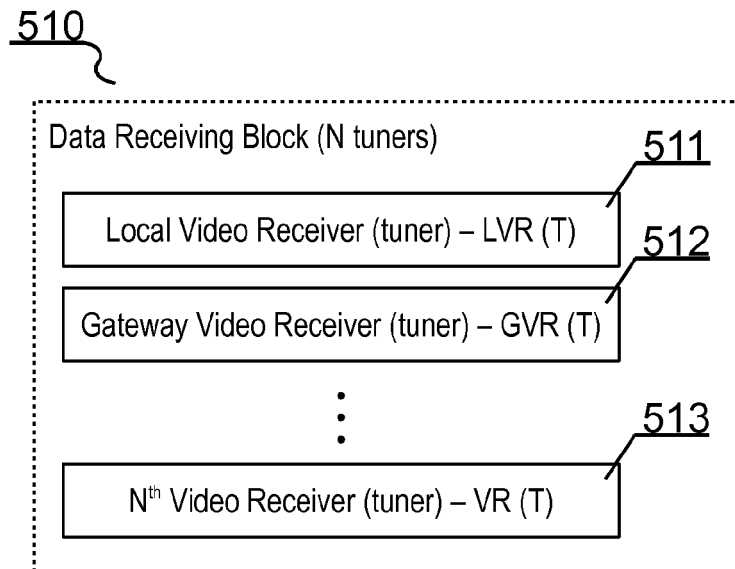 510
Data Receiving Block (N tuners)
511
Local Video Receiver (tuner) – LVR (T)
512
Gateway Video Receiver (tuner) – GVR (T)
513
Nth Video Receiver (tuner) – VR (T)